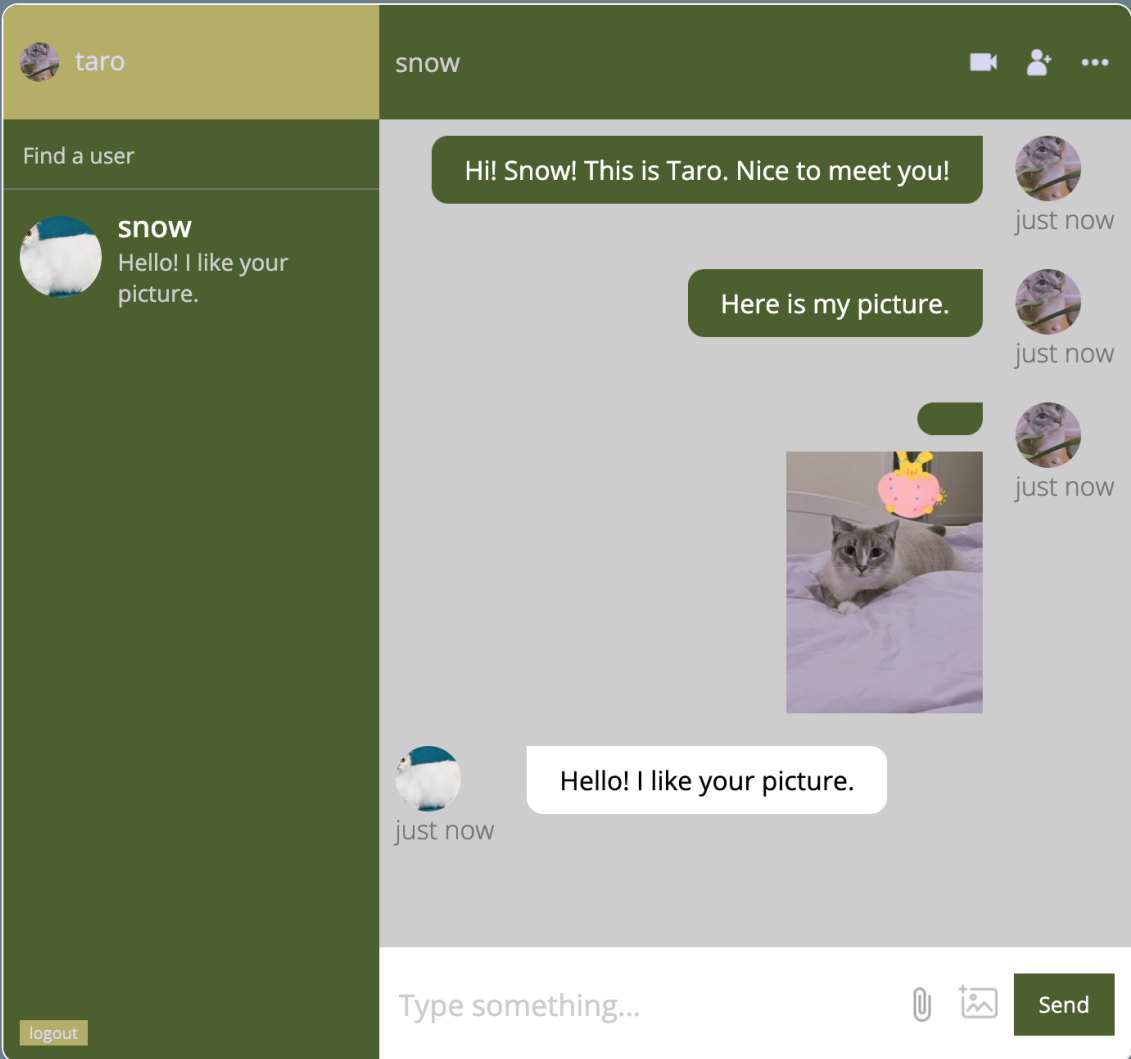 taro
snow
Find a user
snow
Hello! I like your
picture.
Hi! Snow! This is Taro. Nice to meet you!
just now
Here is my picture.
just now
just now
Hello! I like your picture.
just now
Type something...
Send
logout